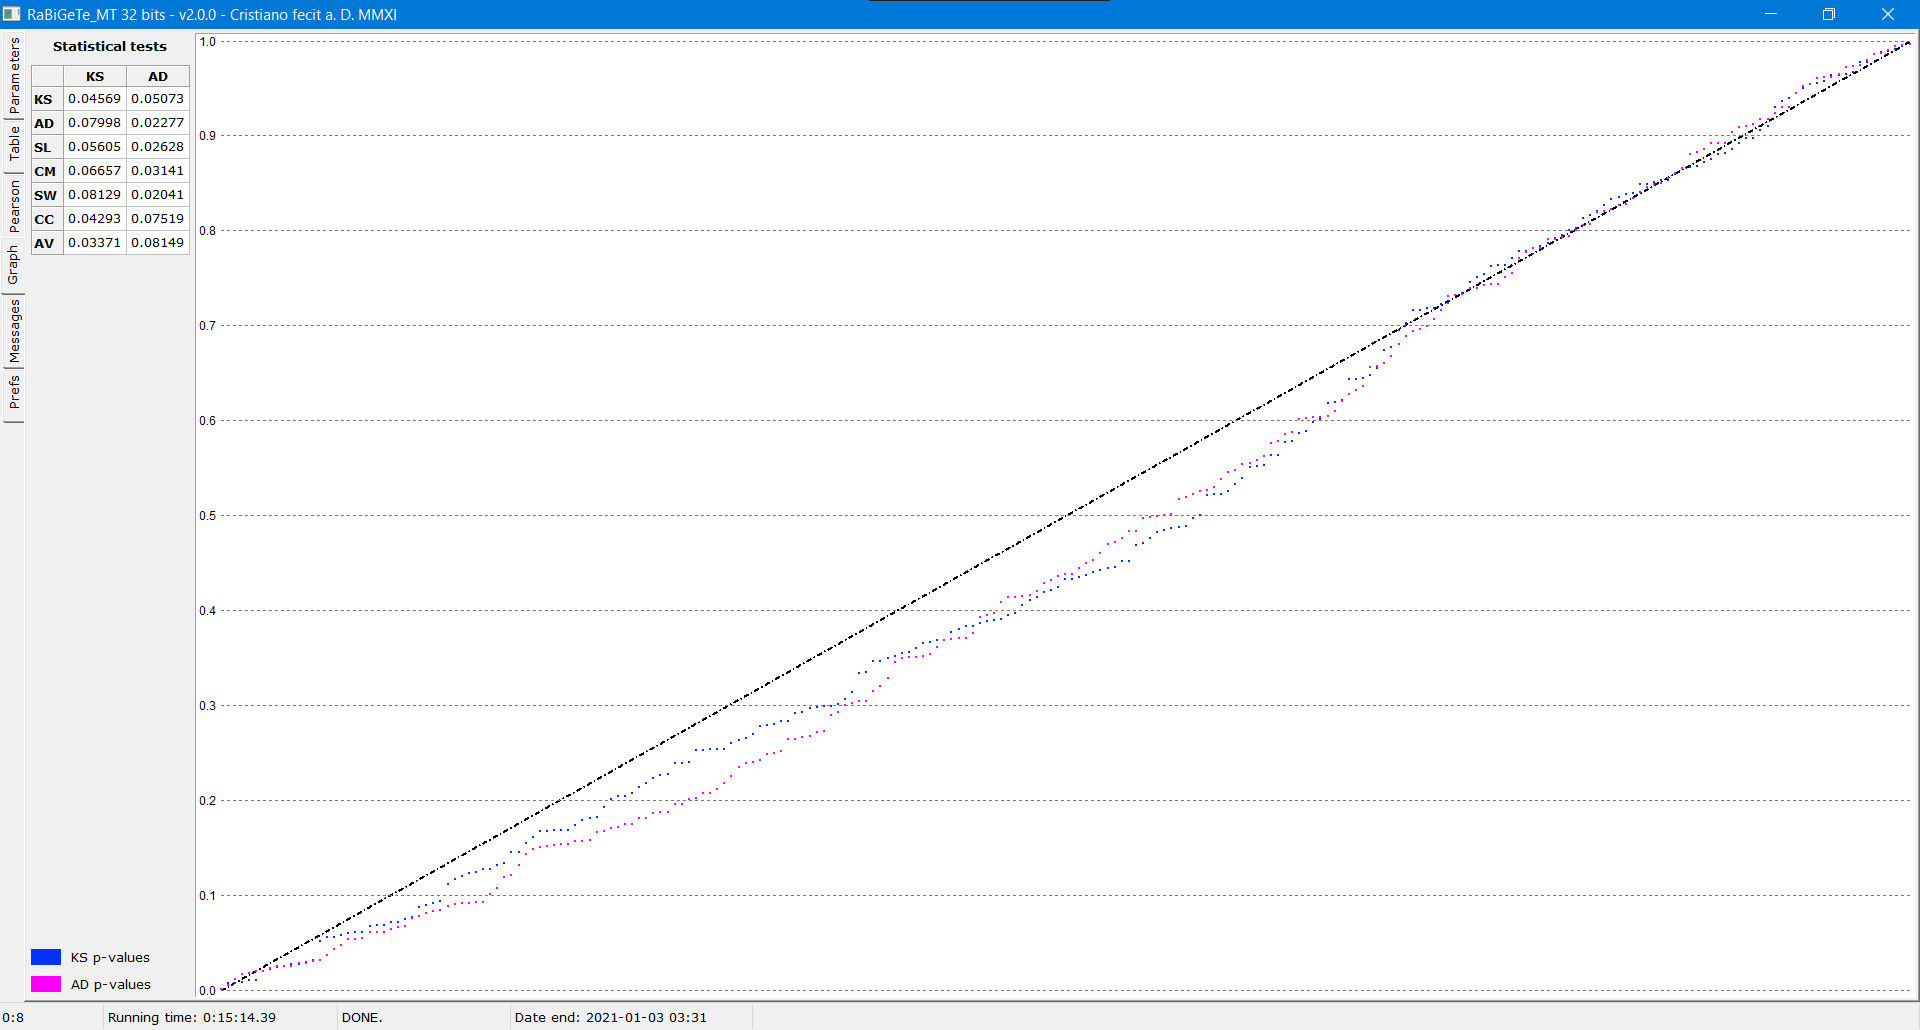 RaBiGeTe_MT 32 bits - v2.0.0 - Cristiano fecit a. D. MMXI
Parameters
Table
Pearson
Graph
Messages
Prefs
Statistical tests
KS AD
KS 0.04569 0.05073
AD 0.07998 0.02277
SL 0.05605 0.02628
CM 0.06657 0.03141
SW 0.08129 0.02041
CC 0.04293 0.07519
AV 0.03371 0.08149
KS p-values
AD p-values
1.0
0.9
0.8
0.7
0.6
0.5
0.4
0.3
0.2
0.1
0.0
0:8 Running time: 0:15:14.39 DONE. Date end: 2021-01-03 03:31